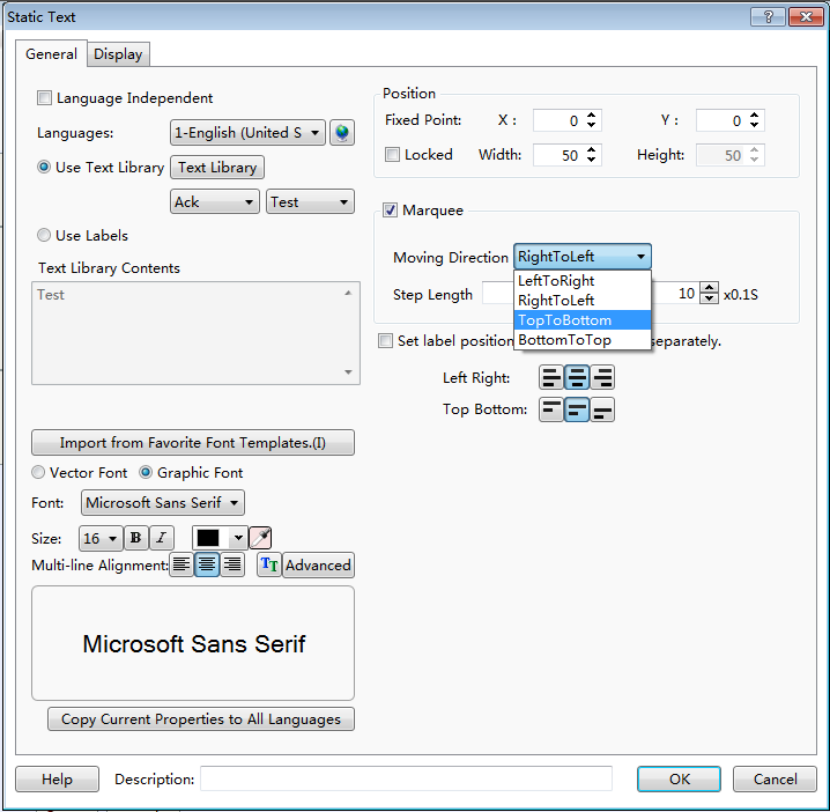 Static Text
General
Display
Language Independent
Languages:
1-English (United S
Use Text Library
Text Library
Ack
Test
Use Labels
Text Library Contents
Test
Import from Favorite Font Templates.(I)
Vector Font
Graphic Font
Font:
Microsoft Sans Serif
Size:
16
B
I
Multi-line Alignment:
TT
Advanced
Microsoft Sans Serif
Copy Current Properties to All Languages
Position
Fixed Point:
X :
0
Y :
0
Locked
Width:
50
Height:
50
Marquee
Moving Direction
RightToLeft
LeftToRight
RightToLeft
TopToBottom
BottomToTop
Step Length
10
x0.1S
Set label position
separately.
Left Right:
Top Bottom:
Help
Description:
OK
Cancel